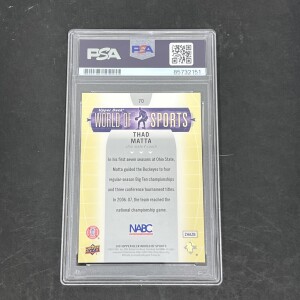 PSA
PSA
85732151
70
Upper Deck
WORLD OF SPORTS
THAD
MATTA
In his first seven seasons at Ohio State,
Matta guided the Buckeyes to four
regular-season Big Ten championships
and three conference tournament titles.
In 2006-07, the team reached the
national championship game.
NABC